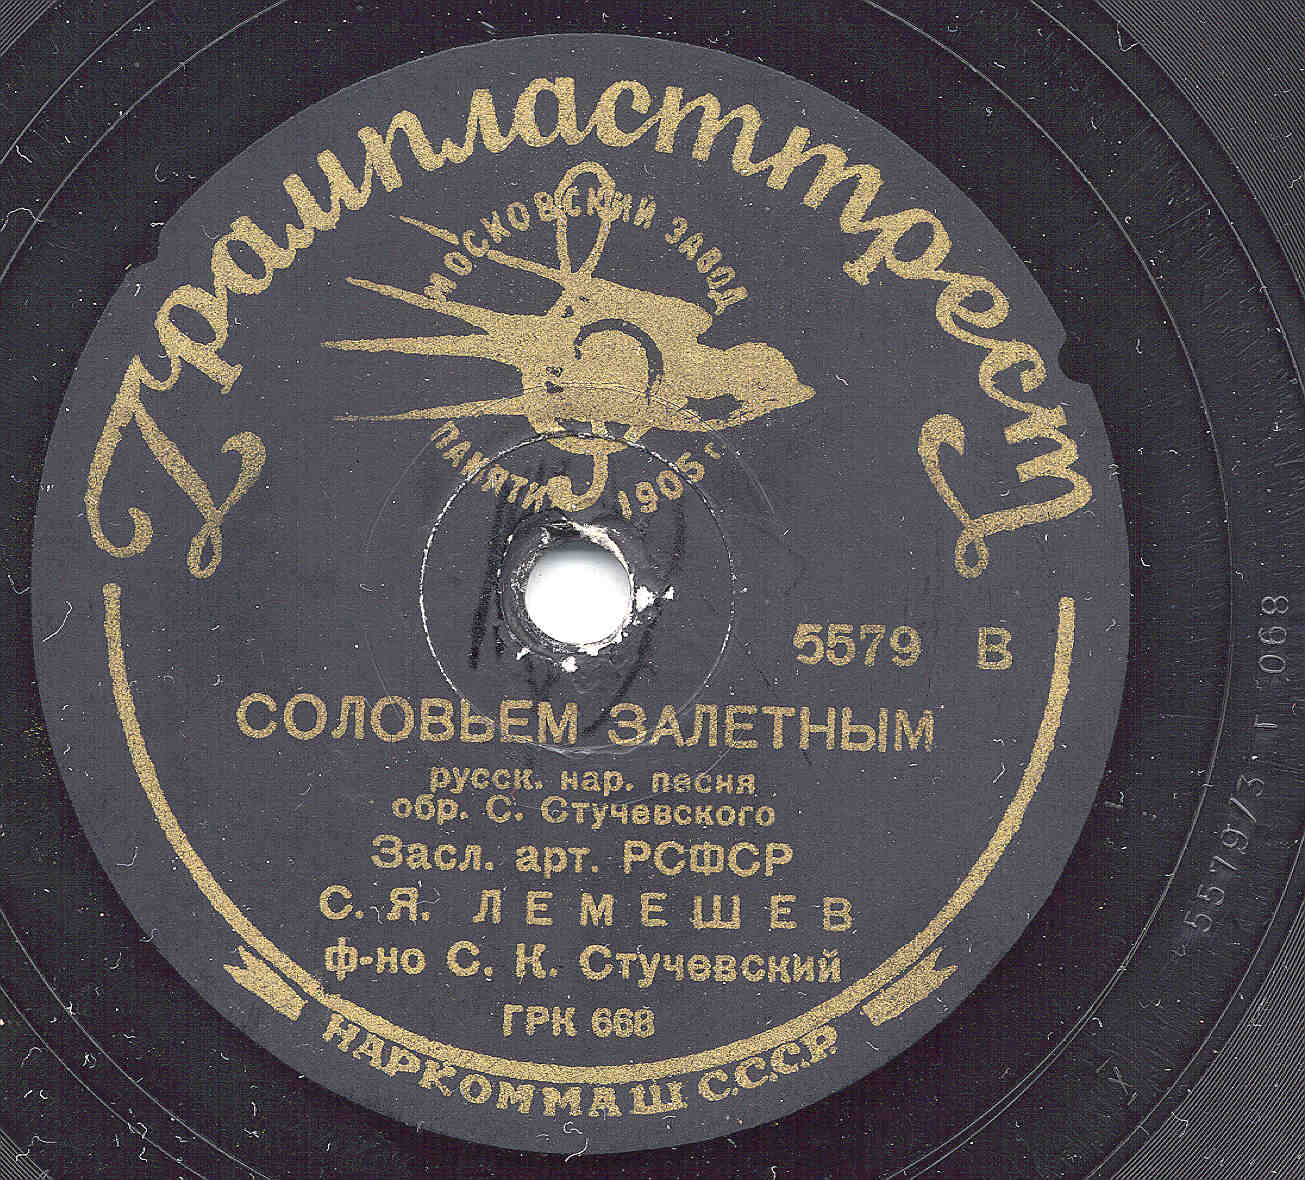 Грампласттрест
МОСКОВСКИЙ ЗАВОД
ПАМЯТИ 1905 г.
5579 В
СОЛОВЬЕМ ЗАЛЕТНЫМ
русск. нар. песня
обр. С. Стучевского
Засл. арт. РСФСР
С. Я. ЛЕМЕШЕВ
ф-но С. К. Стучевский
ГРК 668
НАРКОММАШ С.С.С.Р.
5579/3 Г 068